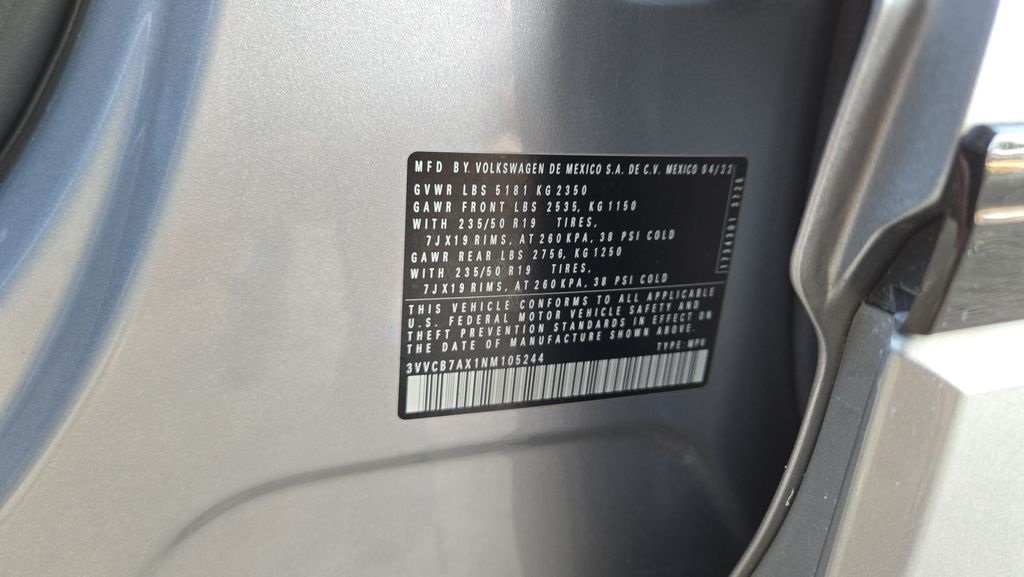 MFD BY. VOLKSWAGEN DE MEXICO S.A. DE C.V. MEXICO 04/22
GVWR LBS 5181 KG 2350
GAWR FRONT LBS 2535, KG 1150
WITH 235/50 R19 TIRES,
7JX19 RIMS, AT 260 KPA, 38 PSI COLD
GAWR REAR LBS 2756, KG 1250
WITH 235/50 R19 TIRES,
7JX19 RIMS, AT 260 KPA, 38 PSI COLD
THIS VEHICLE CONFORMS TO ALL APPLICABLE
U.S. FEDERAL MOTOR VEHICLE SAFETY AND
THEFT PREVENTION STANDARDS IN EFFECT ON
THE DATE OF MANUFACTURE SHOWN ABOVE.
TYPE: MPV
3VVCB7AX1NM105244